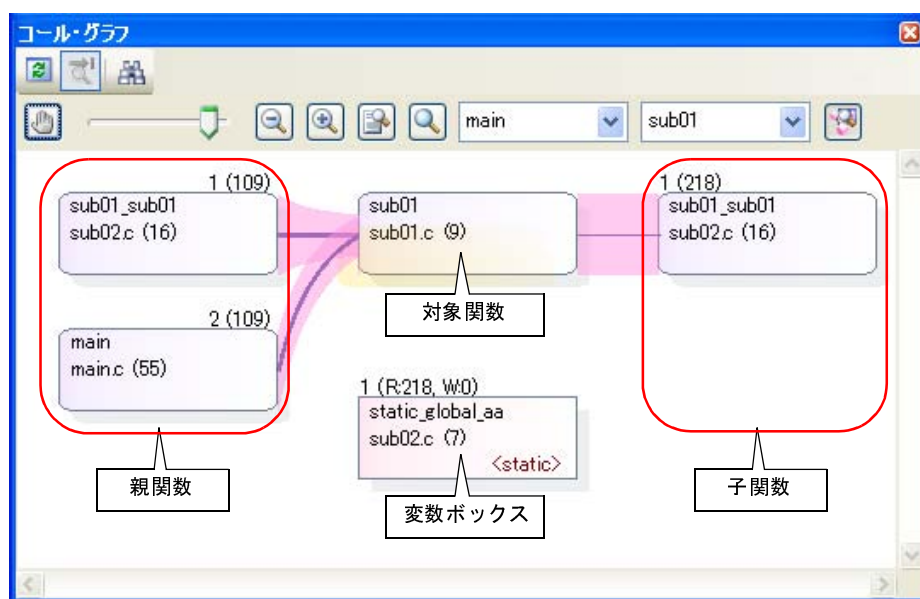 コール・グラフ
main
sub01
1 (109)
sub01_sub01
sub02.c (16)
2 (109)
main
main.c (55)
親関数
sub01
sub01.c (9)
対象関数
1 (R:218, W:0)
static_global_aa
sub02.c (7)
<static>
変数ボックス
1 (218)
sub01_sub01
sub02.c (16)
子関数